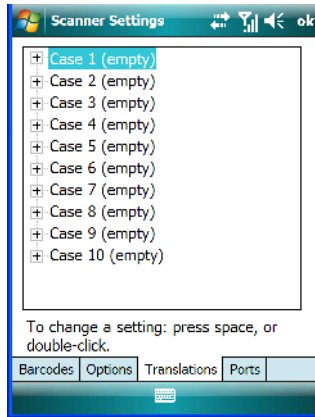 Scanner Settings ok
Case 1 (empty)
Case 2 (empty)
Case 3 (empty)
Case 4 (empty)
Case 5 (empty)
Case 6 (empty)
Case 7 (empty)
Case 8 (empty)
Case 9 (empty)
Case 10 (empty)
To change a setting: press space, or
double-click.
Barcodes Options Translations Ports